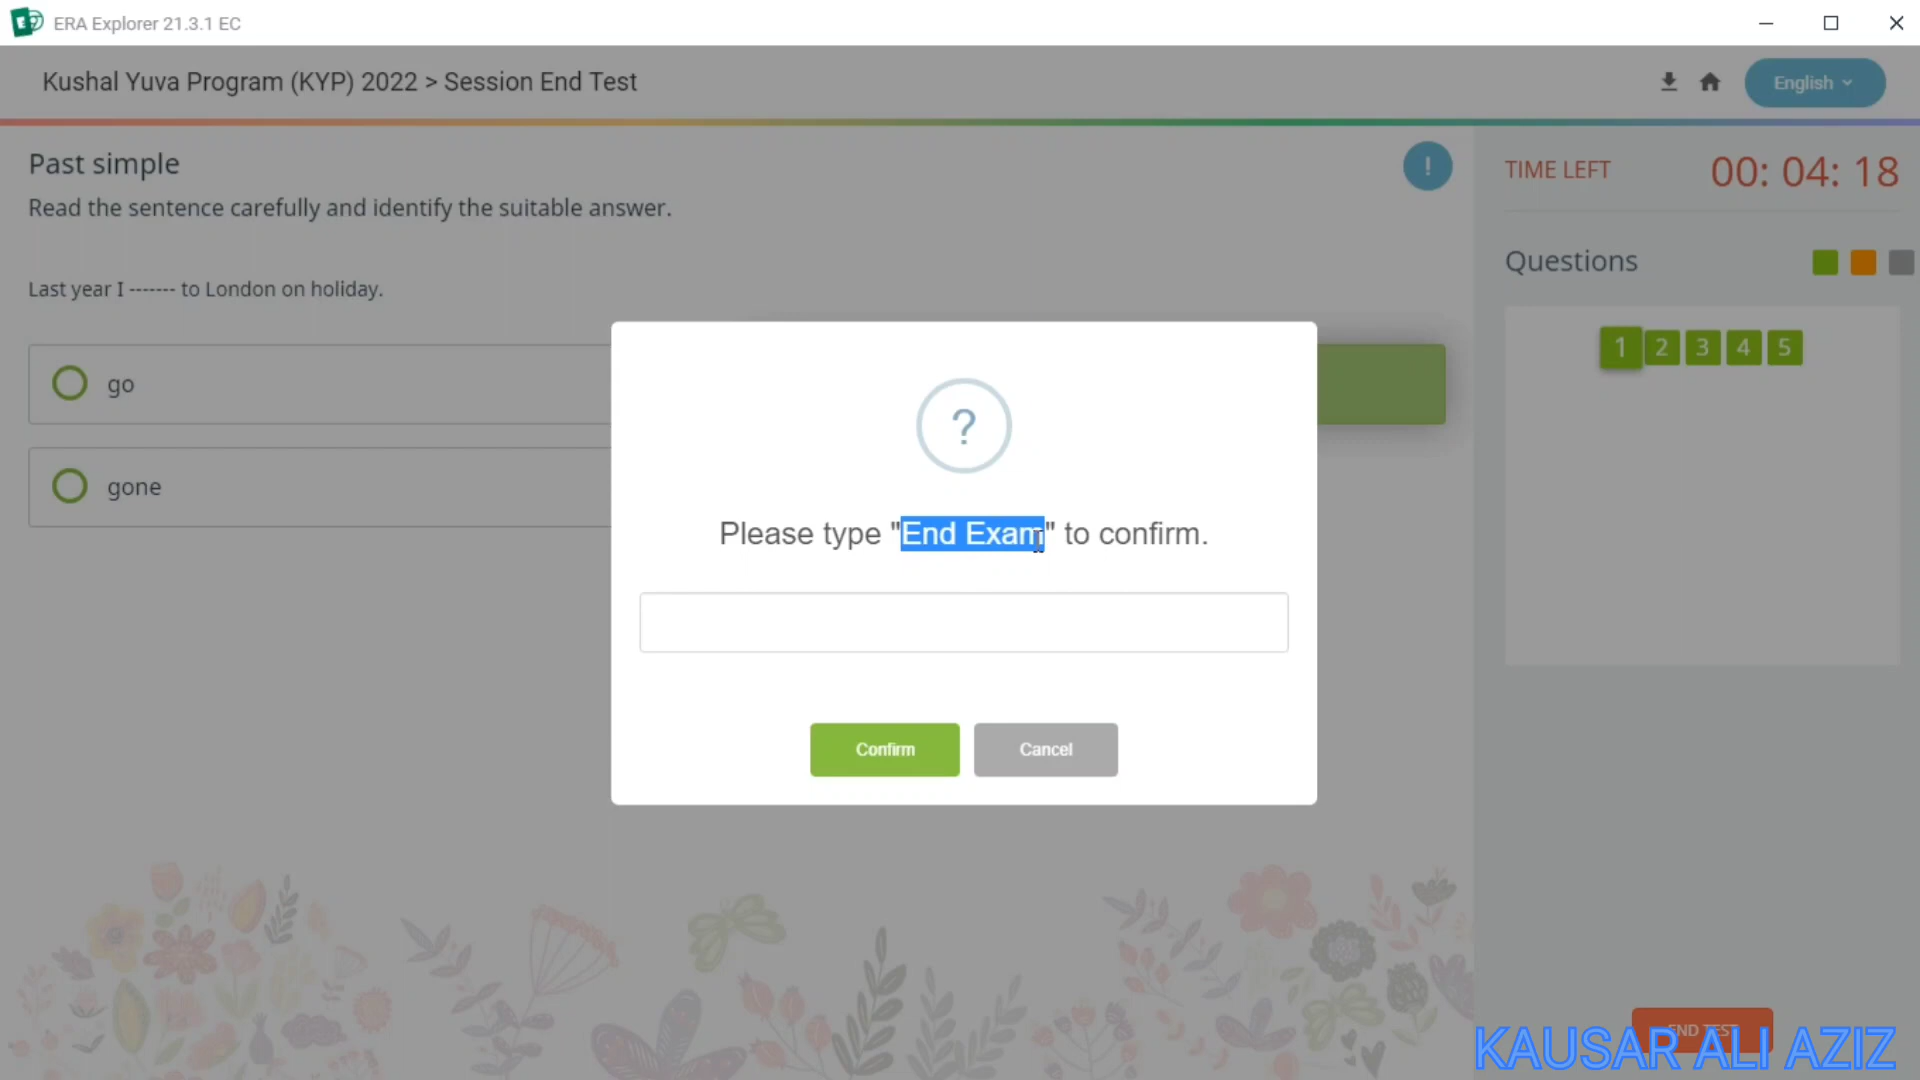 ERA Explorer 21.3.1 EC
Kushal Yuva Program (KYP) 2022 > Session End Test
English
Past simple
Read the sentence carefully and identify the suitable answer.
!
TIME LEFT 00: 04: 18
Questions
Last year I ------- to London on holiday.
1 2 3 4 5
go
gone
?
Please type "End Exam" to confirm.
Confirm Cancel
END TEST
KAUSAR ALI AZIZ